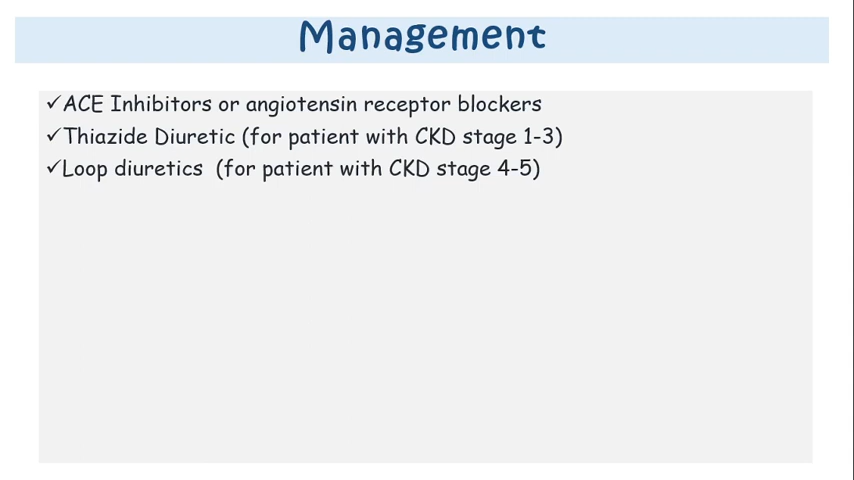 Management
✓ACE Inhibitors or angiotensin receptor blockers
✓Thiazide Diuretic (for patient with CKD stage 1-3)
✓Loop diuretics (for patient with CKD stage 4-5)